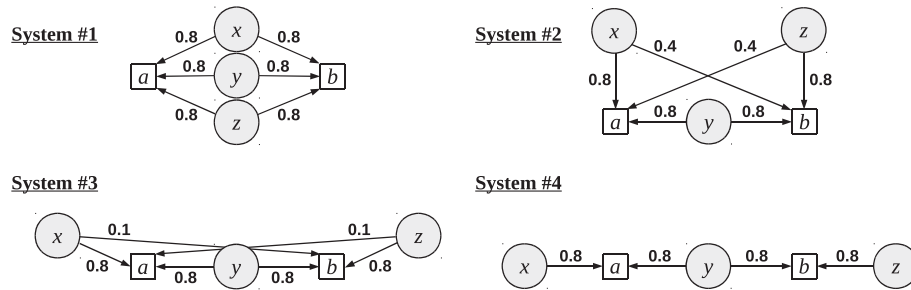 System #1
x
0.8 0.8
a 0.8 y 0.8 b
0.8 z 0.8
System #2
x z
0.4 0.4
0.8 0.8
a 0.8 y 0.8 b
System #3
x 0.1 0.1 z
0.8 a y b 0.8
0.8 0.8
System #4
x 0.8 a 0.8 y 0.8 b 0.8 z